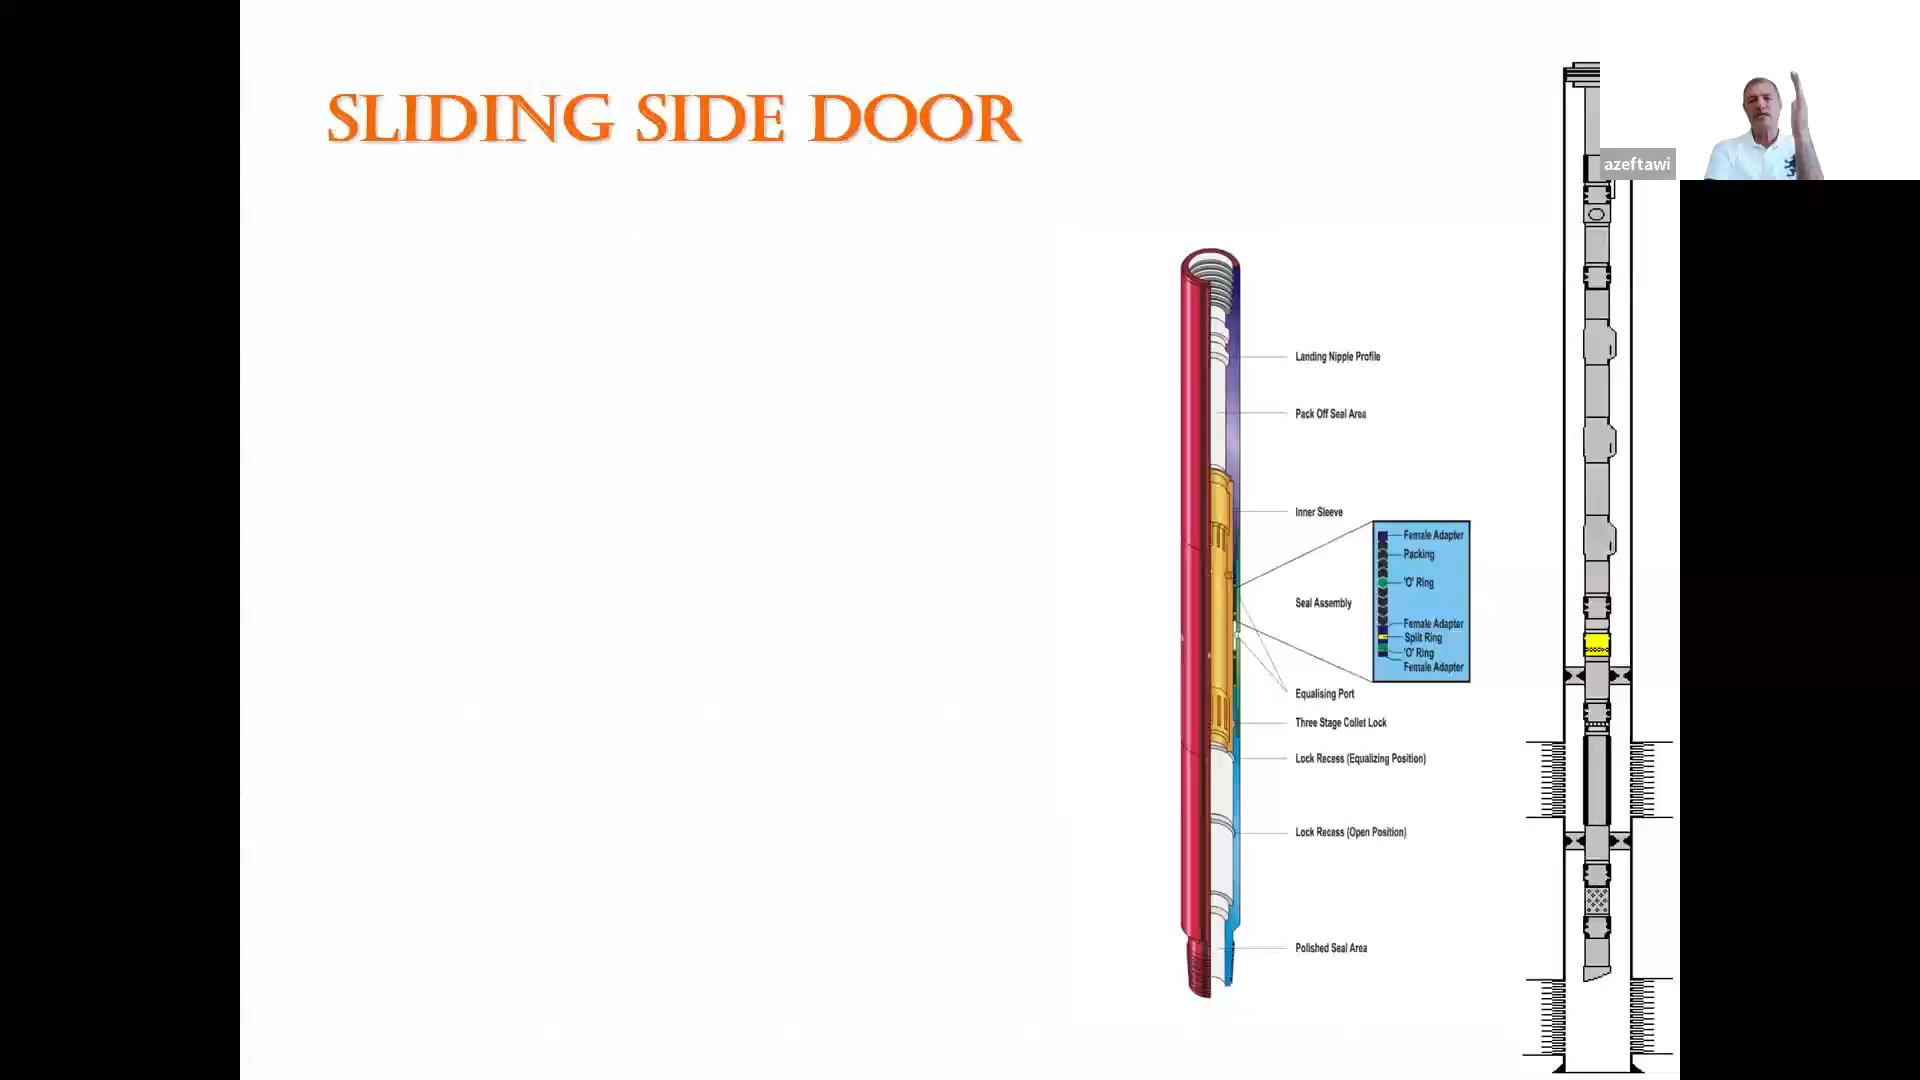 SLIDING SIDE DOOR
azeftawi
Landing Nipple Profile
Pack Off Seal Area
Inner Sleeve
Female Adapter
Packing
'O' Ring
Seal Assembly
Female Adapter
Split Ring
'O' Ring
Female Adapter
Equalising Port
Three Stage Collet Lock
Lock Recess (Equalizing Position)
Lock Recess (Open Position)
Polished Seal Area